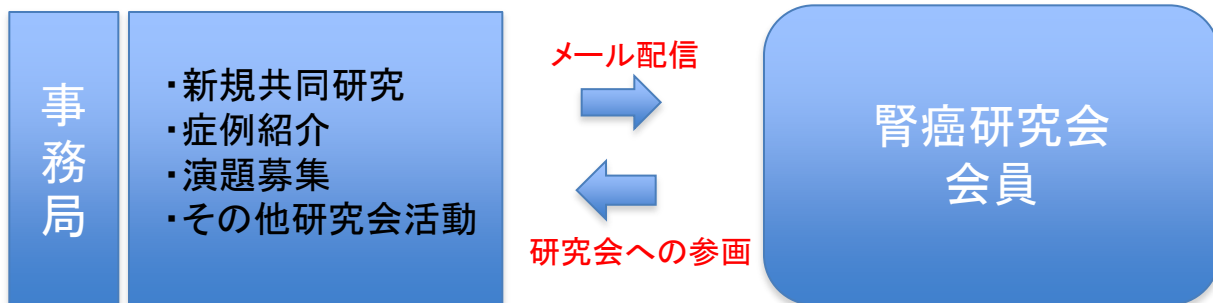 事務局
・新規共同研究
・症例紹介
・演題募集
・その他研究会活動
メール配信
研究会への参画
腎癌研究会
会員